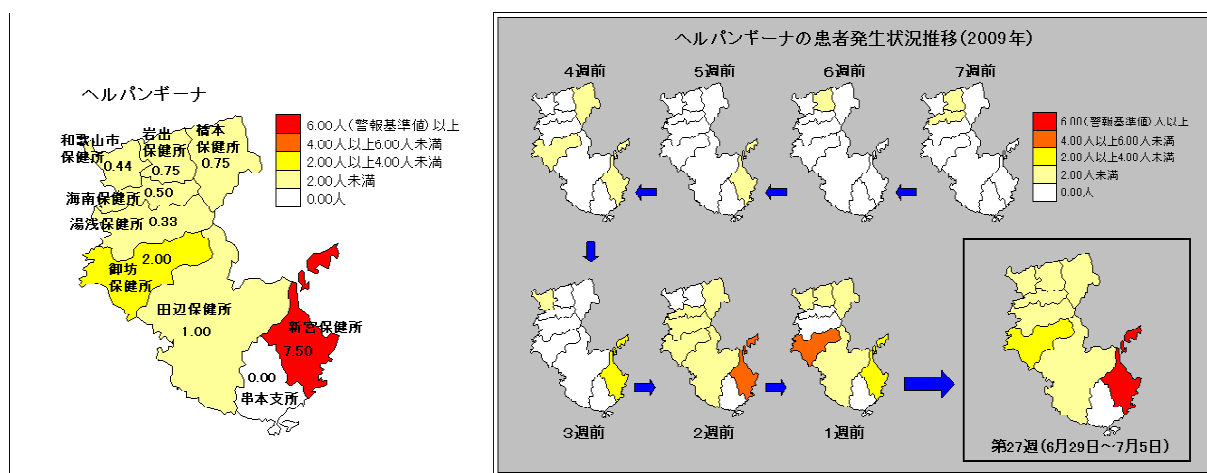 ヘルパンギーナ
和歌山市
保健所
0.44
岩出
保健所
0.75
橋本
保健所
0.75
0.50
海南保健所
湯浅保健所
0.33
2.00
御坊
保健所
田辺保健所
1.00
新宮保健所
7.50
0.00
串本支所
6.00人(警報基準値)以上
4.00人以上6.00人未満
2.00人以上4.00人未満
2.00人未満
0.00人
ヘルパンギーナの患者発生状況推移(2009年)
4週前
5週前
6週前
7週前
6.00(警報基準値)人以上
4.00人以上6.00人未満
2.00人以上4.00人未満
2.00人未満
0.00人
3週前
2週前
1週前
第27週(6月29日~7月5日)